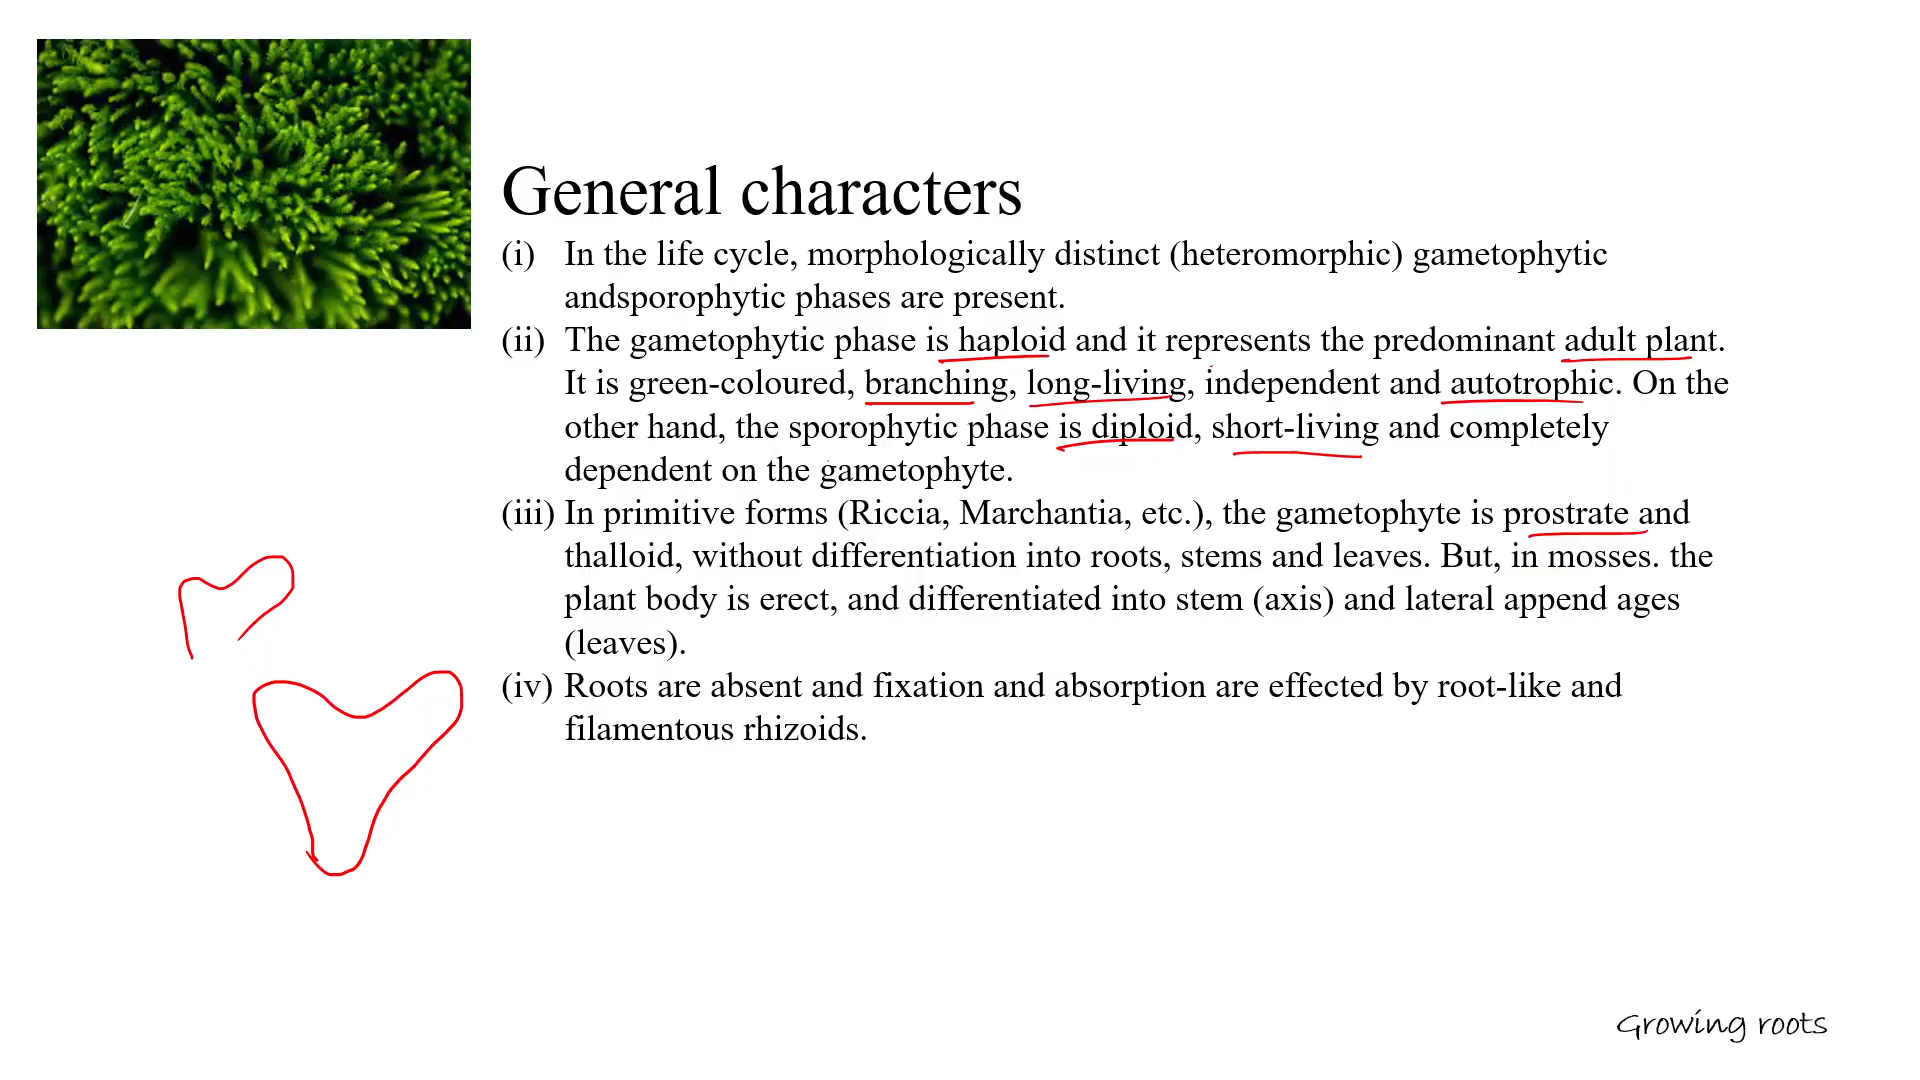 General characters
(i) In the life cycle, morphologically distinct (heteromorphic) gametophytic
andsporophytic phases are present.
(ii) The gametophytic phase is haploid and it represents the predominant adult plant.
It is green-coloured, branching, long-living, independent and autotrophic. On the
other hand, the sporophytic phase is diploid, short-living and completely
dependent on the gametophyte.
(iii) In primitive forms (Riccia, Marchantia, etc.), the gametophyte is prostrate and
thalloid, without differentiation into roots, stems and leaves. But, in mosses. the
plant body is erect, and differentiated into stem (axis) and lateral append ages
(leaves).
(iv) Roots are absent and fixation and absorption are effected by root-like and
filamentous rhizoids.
Growing roots